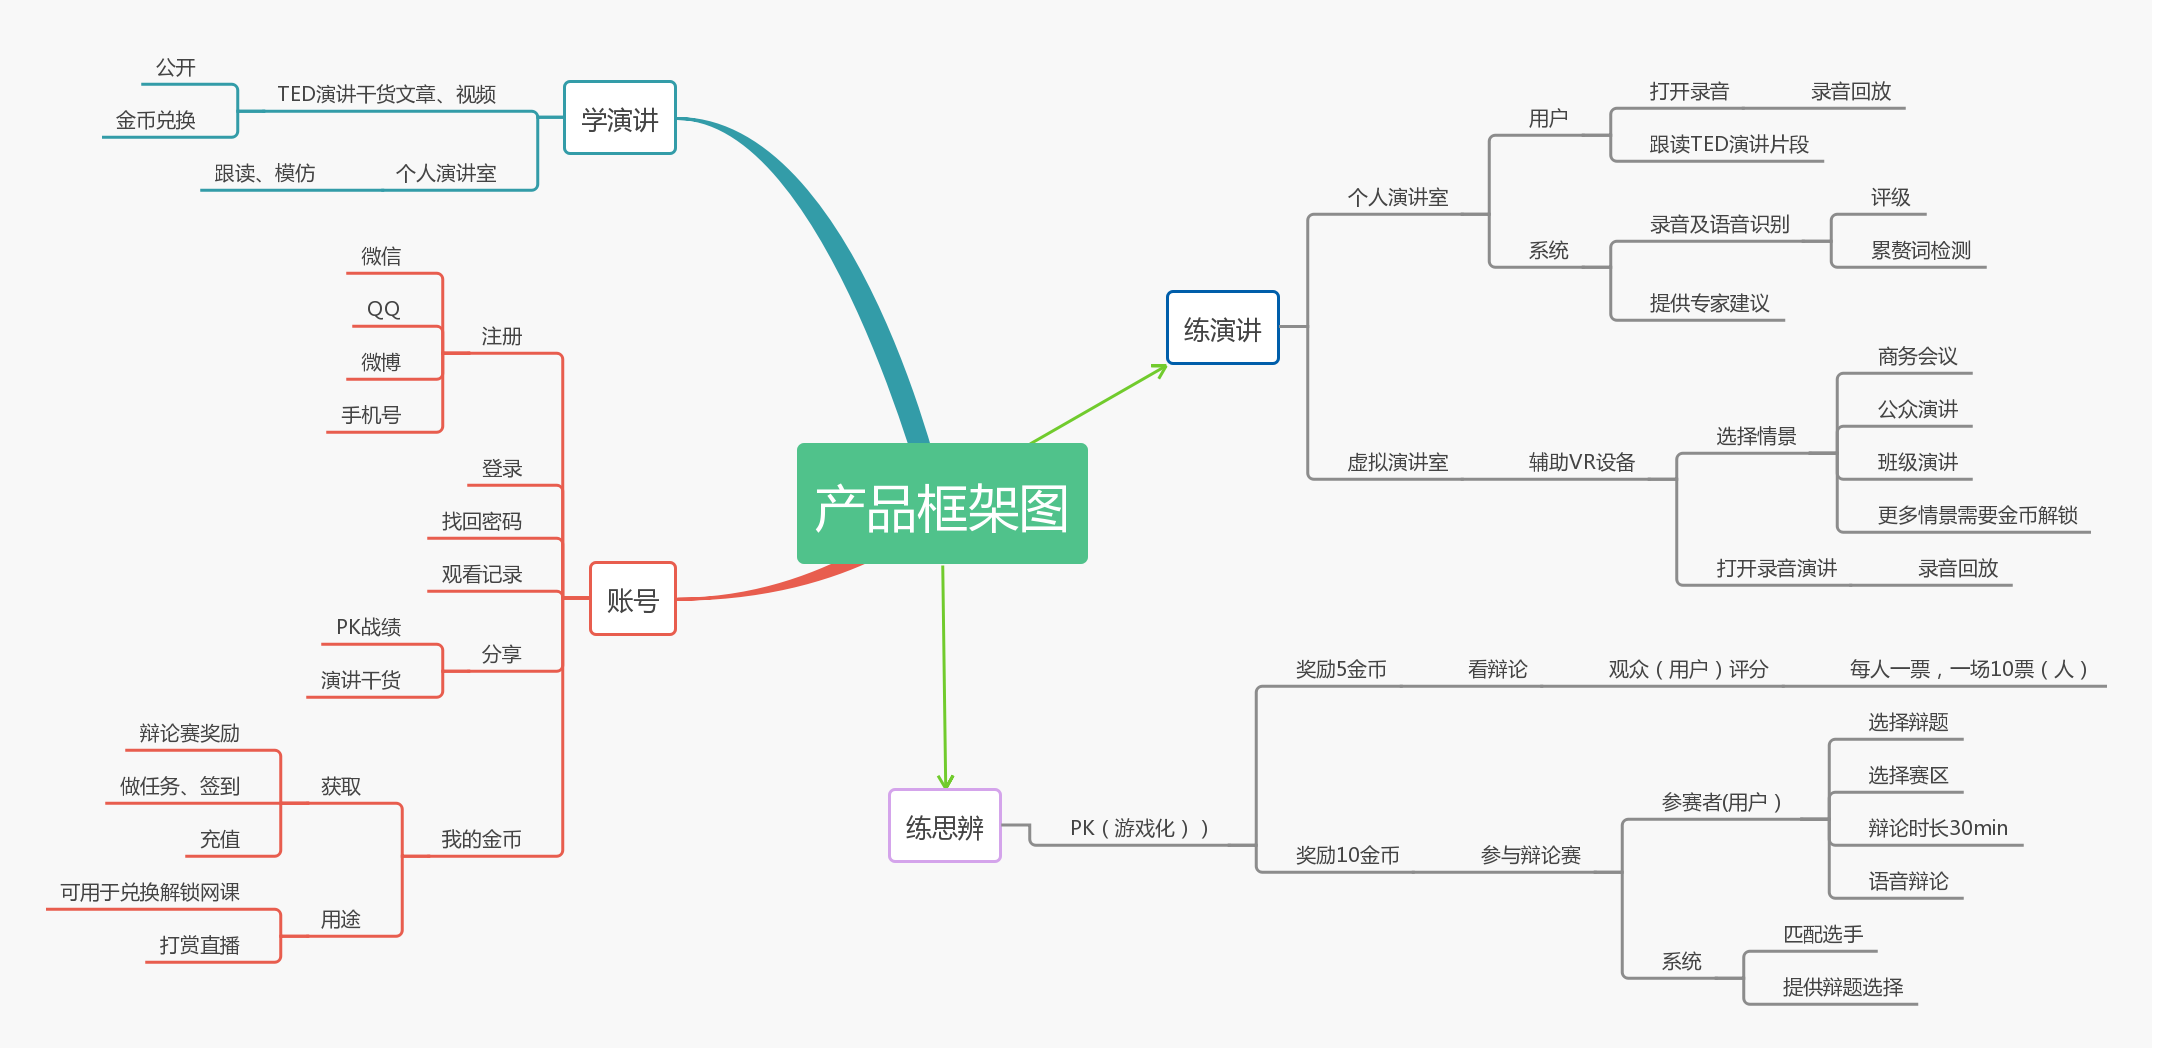 产品框架图
学演讲
TED演讲干货文章、视频
公开
金币兑换
个人演讲室
跟读、模仿
账号
注册
微信
QQ
微博
手机号
登录
找回密码
观看记录
分享
PK战绩
演讲干货
我的金币
获取
辩论赛奖励
做任务、签到
充值
用途
可用于兑换解锁网课
打赏直播
练演讲
个人演讲室
用户
打开录音
录音回放
跟读TED演讲片段
系统
录音及语音识别
评级
累赘词检测
提供专家建议
虚拟演讲室
辅助VR设备
选择情景
商务会议
公众演讲
班级演讲
更多情景需要金币解锁
打开录音演讲
录音回放
练思辨
PK（游戏化））
奖励5金币
看辩论
观众（用户）评分
每人一票，一场10票（人）
奖励10金币
参与辩论赛
参赛者(用户）
选择辩题
选择赛区
辩论时长30min
语音辩论
系统
匹配选手
提供辩题选择